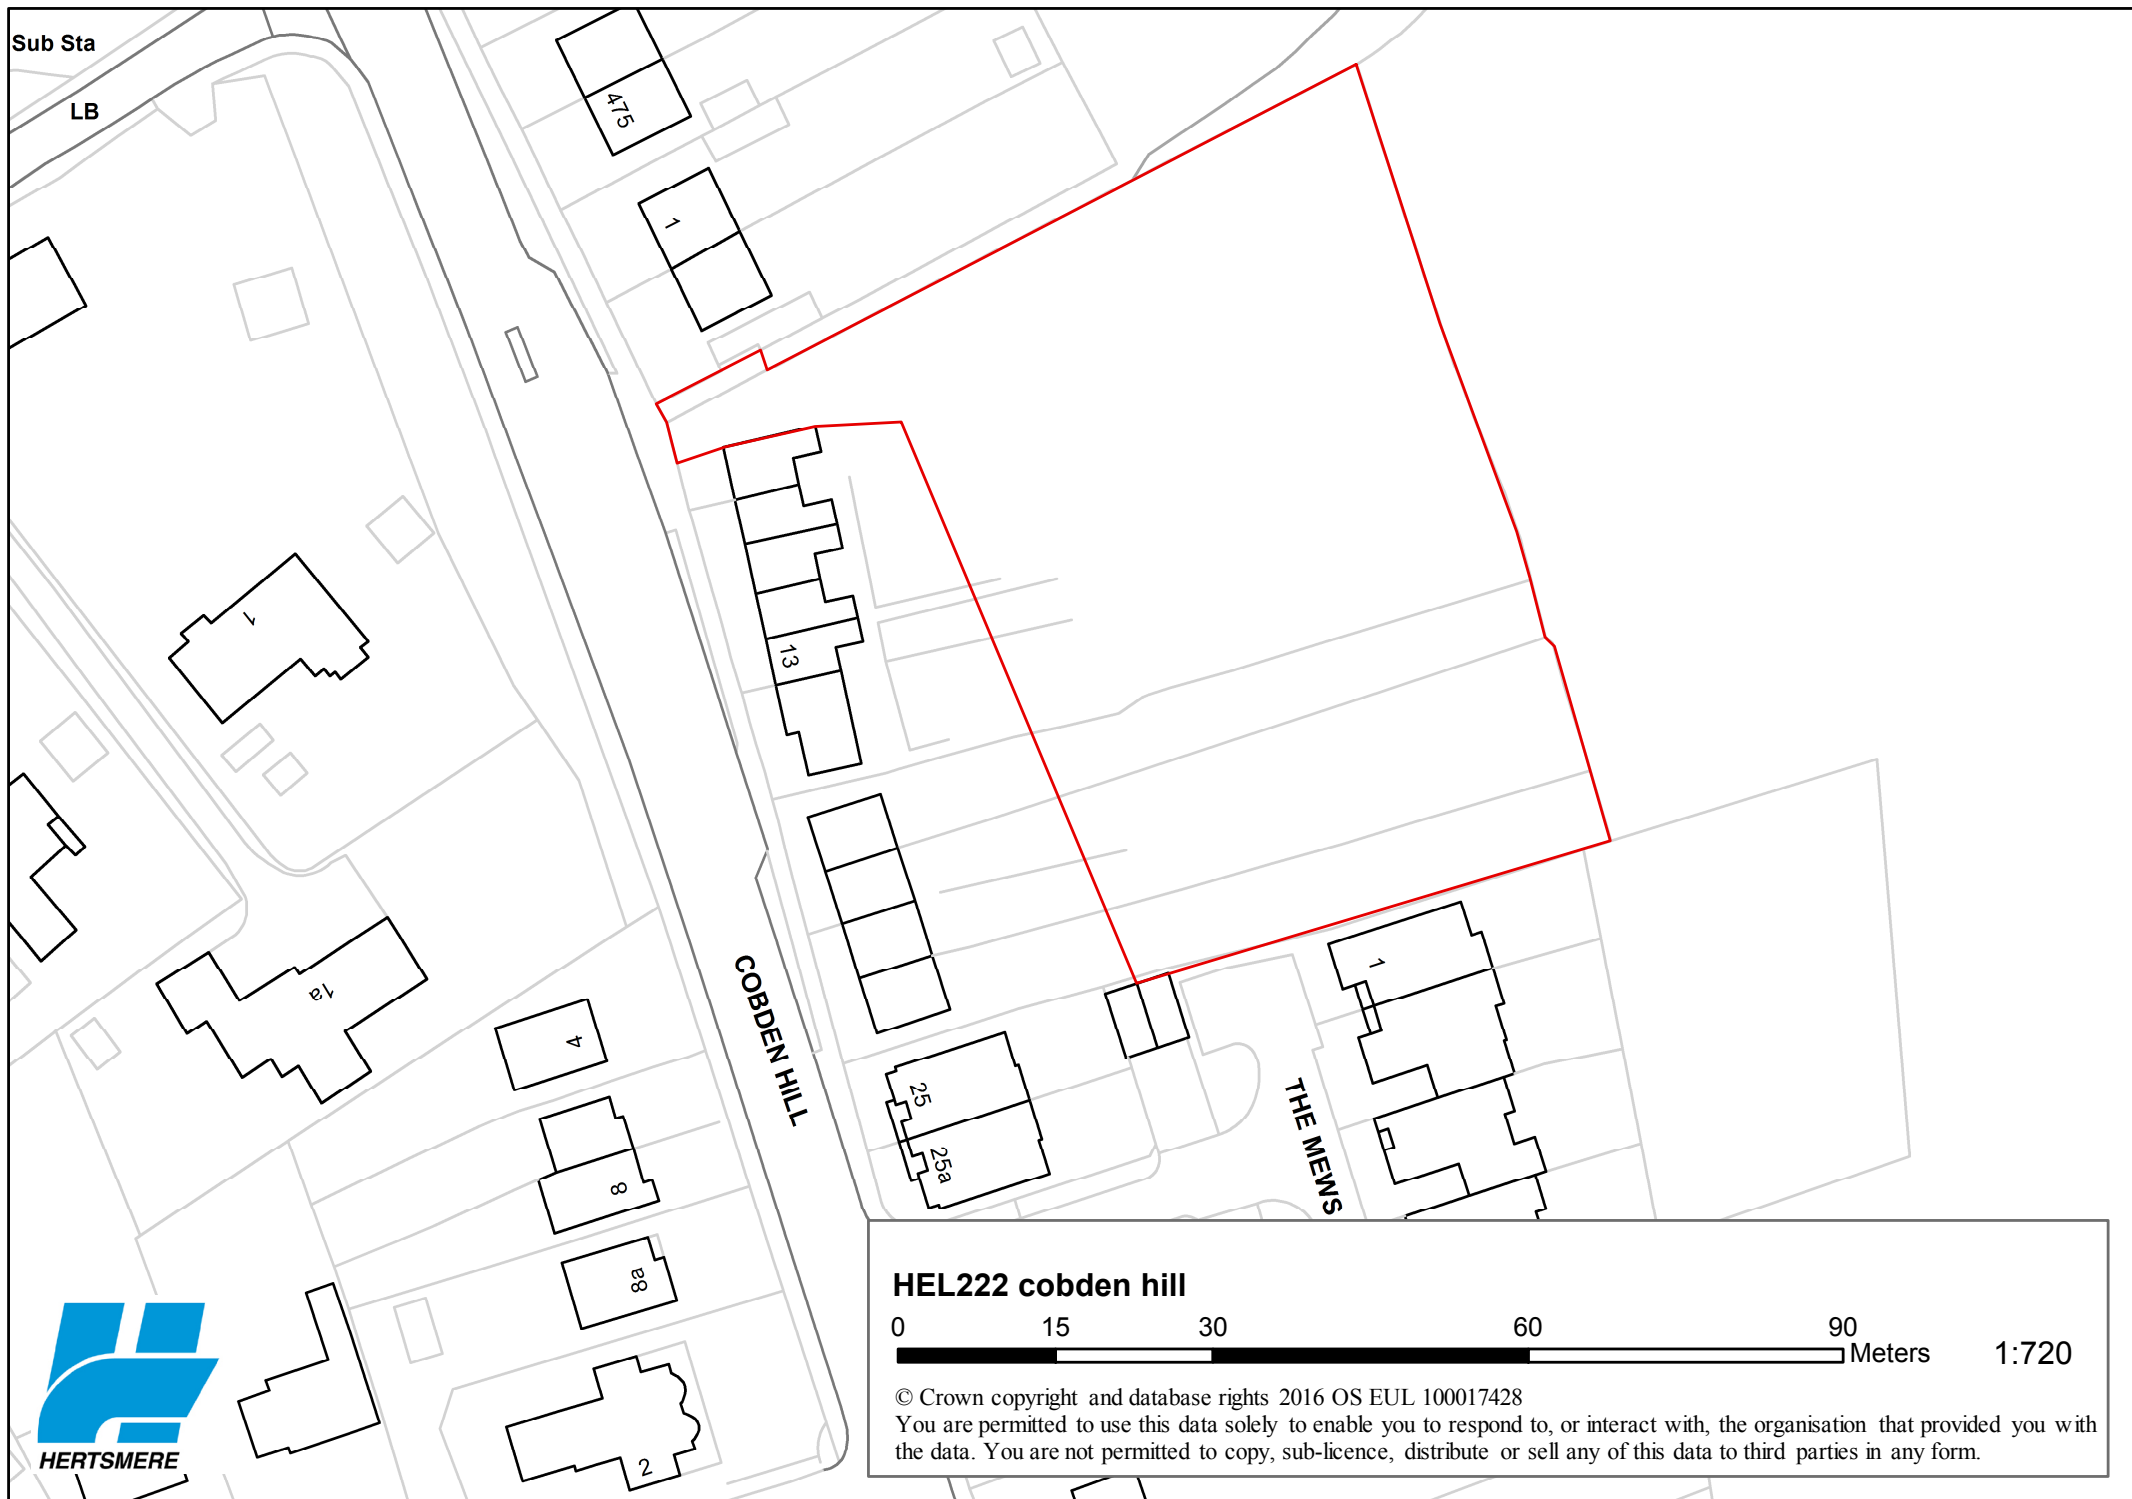 Sub Sta
LB
475
1
1
13
1a
4
COBDEN HILL
1
25
25a
8
THE MEWS
8a
2
HERTSMERE
HEL222 cobden hill
0 15 30 60 90
Meters 1:720
© Crown copyright and database rights 2016 OS EUL 100017428
You are permitted to use this data solely to enable you to respond to, or interact with, the organisation that provided you with
the data. You are not permitted to copy, sub-licence, distribute or sell any of this data to third parties in any form.